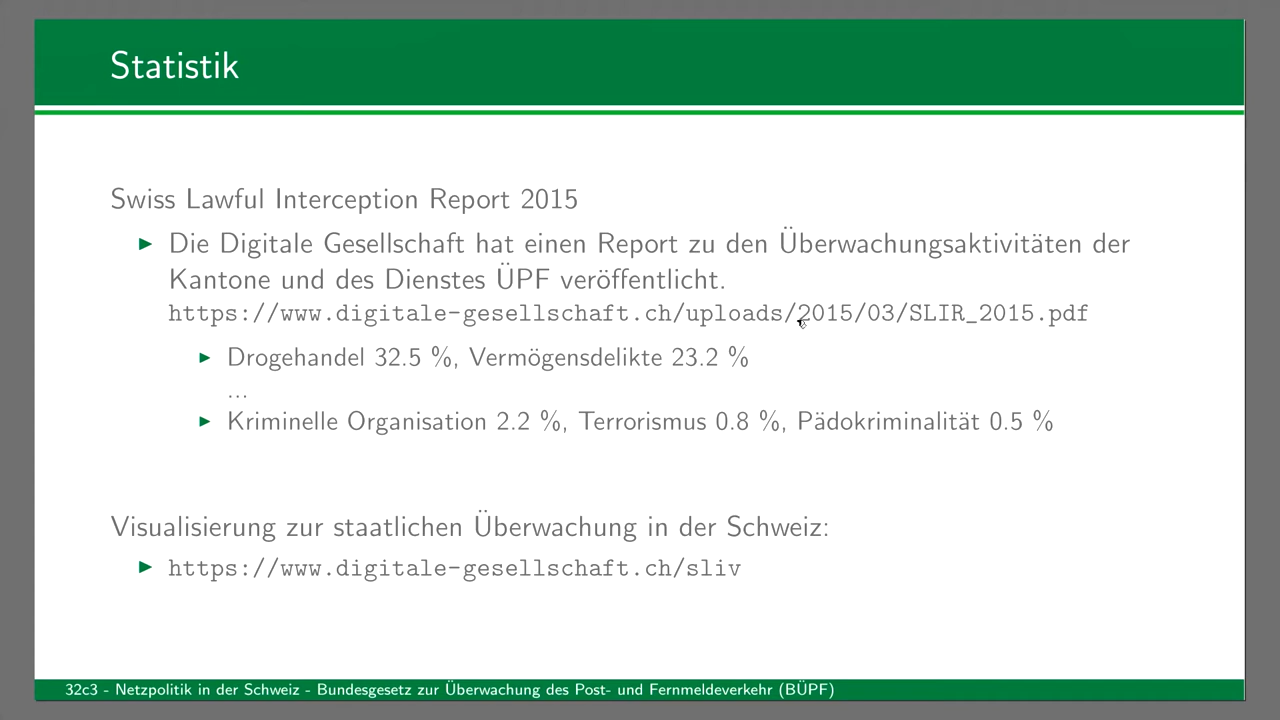 Statistik
Swiss Lawful Interception Report 2015
Die Digitale Gesellschaft hat einen Report zu den Überwachungsaktivitäten der
Kantone und des Dienstes ÜPF veröffentlicht.
https://www.digitale-gesellschaft.ch/uploads/2015/03/SLIR_2015.pdf
Drogehandel 32.5 %, Vermögensdelikte 23.2 %
...
Kriminelle Organisation 2.2 %, Terrorismus 0.8 %, Pädokriminalität 0.5 %
Visualisierung zur staatlichen Überwachung in der Schweiz:
https://www.digitale-gesellschaft.ch/sliv
32c3 - Netzpolitik in der Schweiz - Bundesgesetz zur Überwachung des Post- und Fernmeldeverkehr (BÜPF)